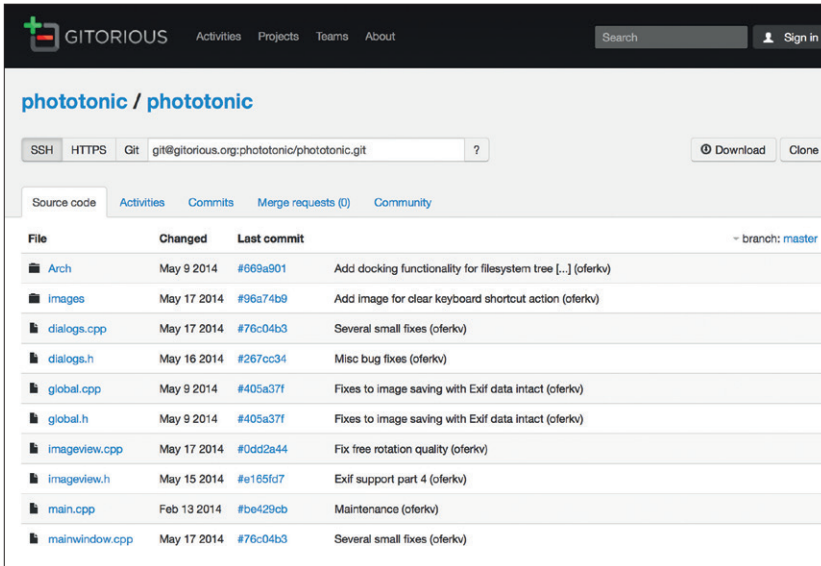 GITORIOUS Activities Projects Teams About Search Sign in
phototonic / phototonic
SSH HTTPS Git git@gitorious.org:phototonic/phototonic.git ? Download Clone
Source code Activities Commits Merge requests (0) Community
File Changed Last commit branch: master
Arch May 9 2014 #669a901 Add docking functionality for filesystem tree [...] (oferkv)
images May 17 2014 #96a74b9 Add image for clear keyboard shortcut action (oferkv)
dialogs.cpp May 17 2014 #76c04b3 Several small fixes (oferkv)
dialogs.h May 16 2014 #267cc34 Misc bug fixes (oferkv)
global.cpp May 9 2014 #405a37f Fixes to image saving with Exif data intact (oferkv)
global.h May 9 2014 #405a37f Fixes to image saving with Exif data intact (oferkv)
imageview.cpp May 17 2014 #0dd2a44 Fix free rotation quality (oferkv)
imageview.h May 15 2014 #e165fd7 Exif support part 4 (oferkv)
main.cpp Feb 13 2014 #be429cb Maintenance (oferkv)
mainwindow.cpp May 17 2014 #76c04b3 Several small fixes (oferkv)